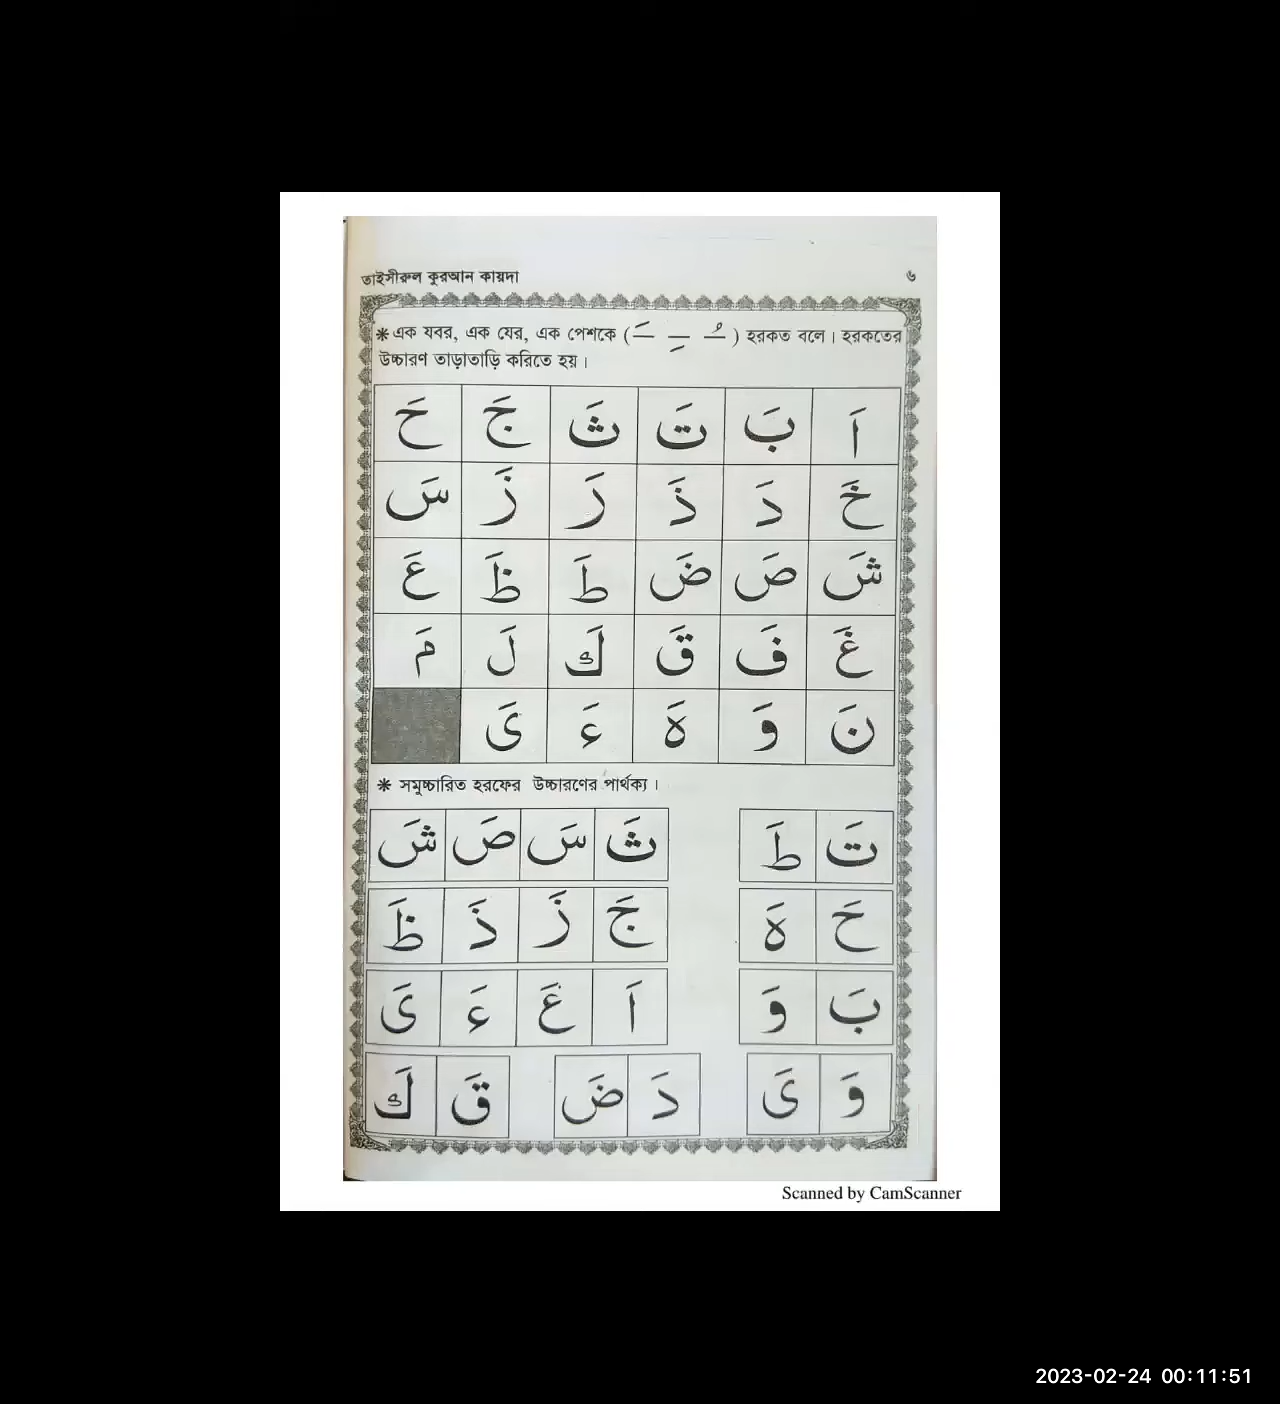 তাইসীরুল কুরআন কায়দা ৬
* এক যবর, এক যের, এক পেশকে (—َ —ِ —ُ) হরকত বলে। হরকতের
উচ্চারণ তাড়াতাড়ি করিতে হয়।
اَ بَ تَ ثَ جَ حَ
خَ دَ ذَ رَ زَ سَ
شَ صَ ضَ طَ ظَ عَ
غَ فَ قَ كَ لَ مَ
نَ وَ هَ ءَ ىَ
* সমুচ্চারিত হরফের উচ্চারণের পার্থক্য।
تَ طَ ثَ سَ صَ شَ
حَ هَ جَ زَ ذَ ظَ
بَ وَ اَ عَ ءَ ىَ
وَ ىَ دَ ضَ قَ كَ
Scanned by CamScanner
2023-02-24 00:11:51